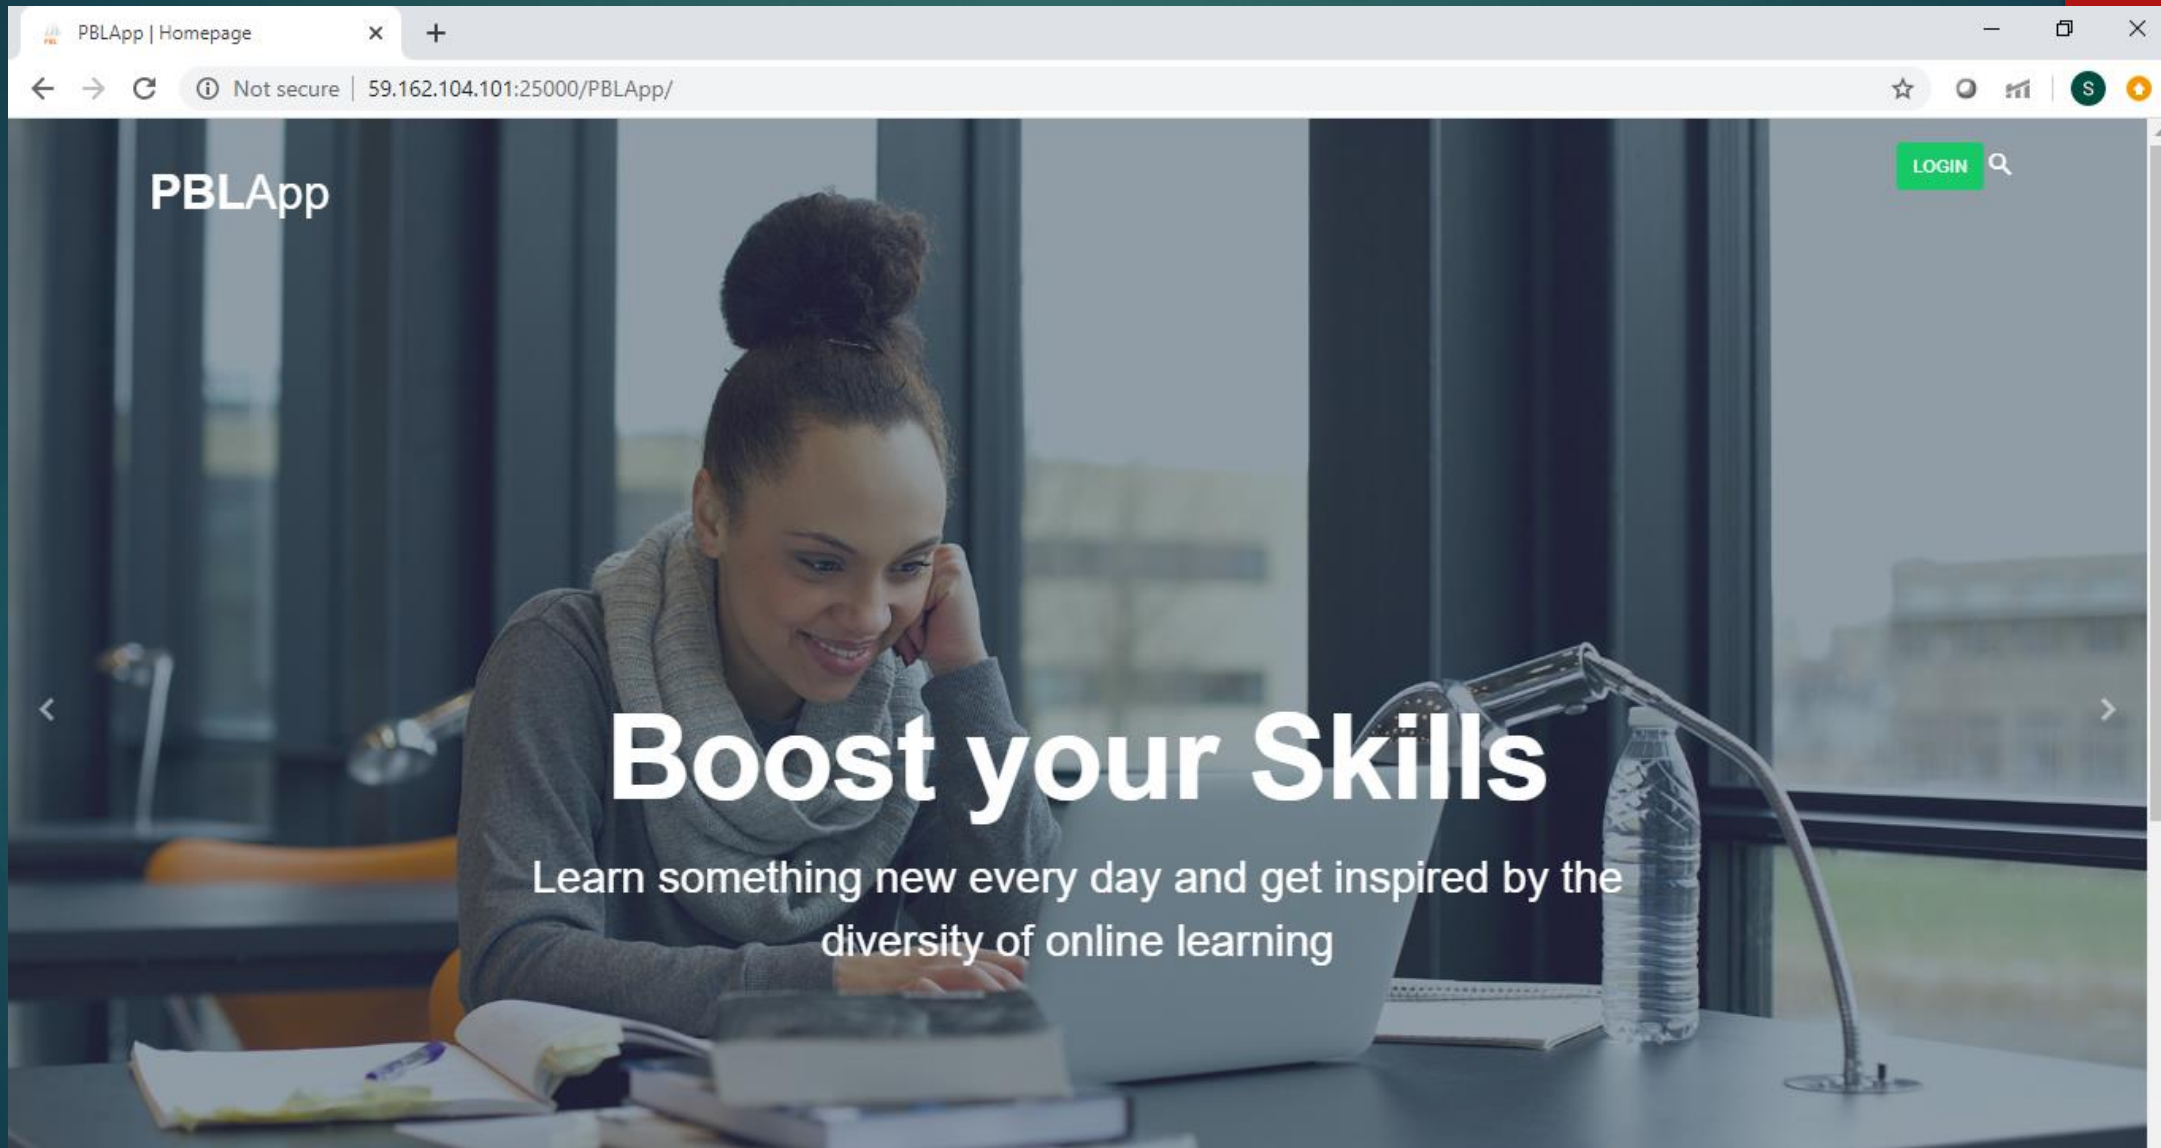 PBLApp | Homepage
Not secure | 59.162.104.101:25000/PBLApp/
S
PBLApp
LOGIN
Boost your Skills
Learn something new every day and get inspired by the
diversity of online learning